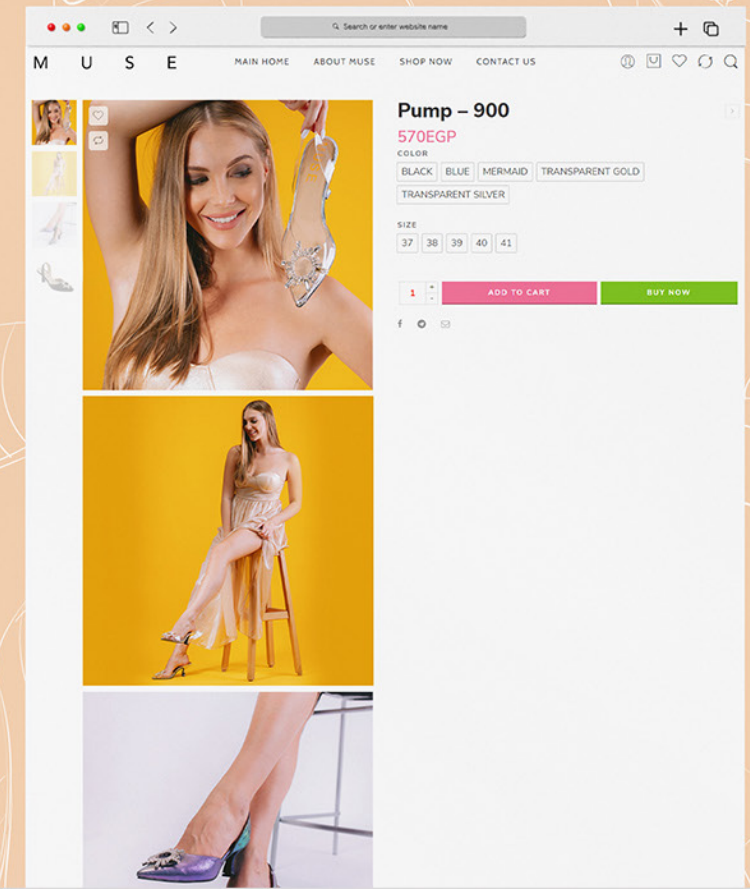 Search or enter website name
M U S E
MAIN HOME ABOUT MUSE SHOP NOW CONTACT US
Pump – 900
570EGP
COLOR
BLACK BLUE MERMAID TRANSPARENT GOLD
TRANSPARENT SILVER
SIZE
37 38 39 40 41
1 ADD TO CART BUY NOW